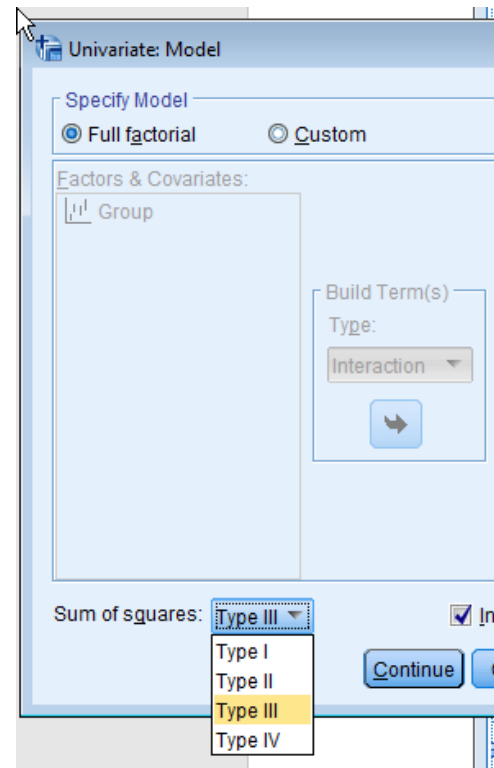 Univariate: Model
Specify Model
Full factorial Custom
Factors & Covariates:
Group
Build Term(s)
Type:
Interaction
Sum of squares: Type III In
Type I
Type II
Type III
Type IV
Continue